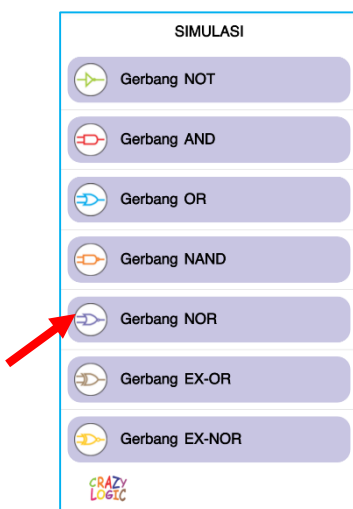 SIMULASI
Gerbang NOT
Gerbang AND
Gerbang OR
Gerbang NAND
Gerbang NOR
Gerbang EX-OR
Gerbang EX-NOR
CRAZY
LOGIC